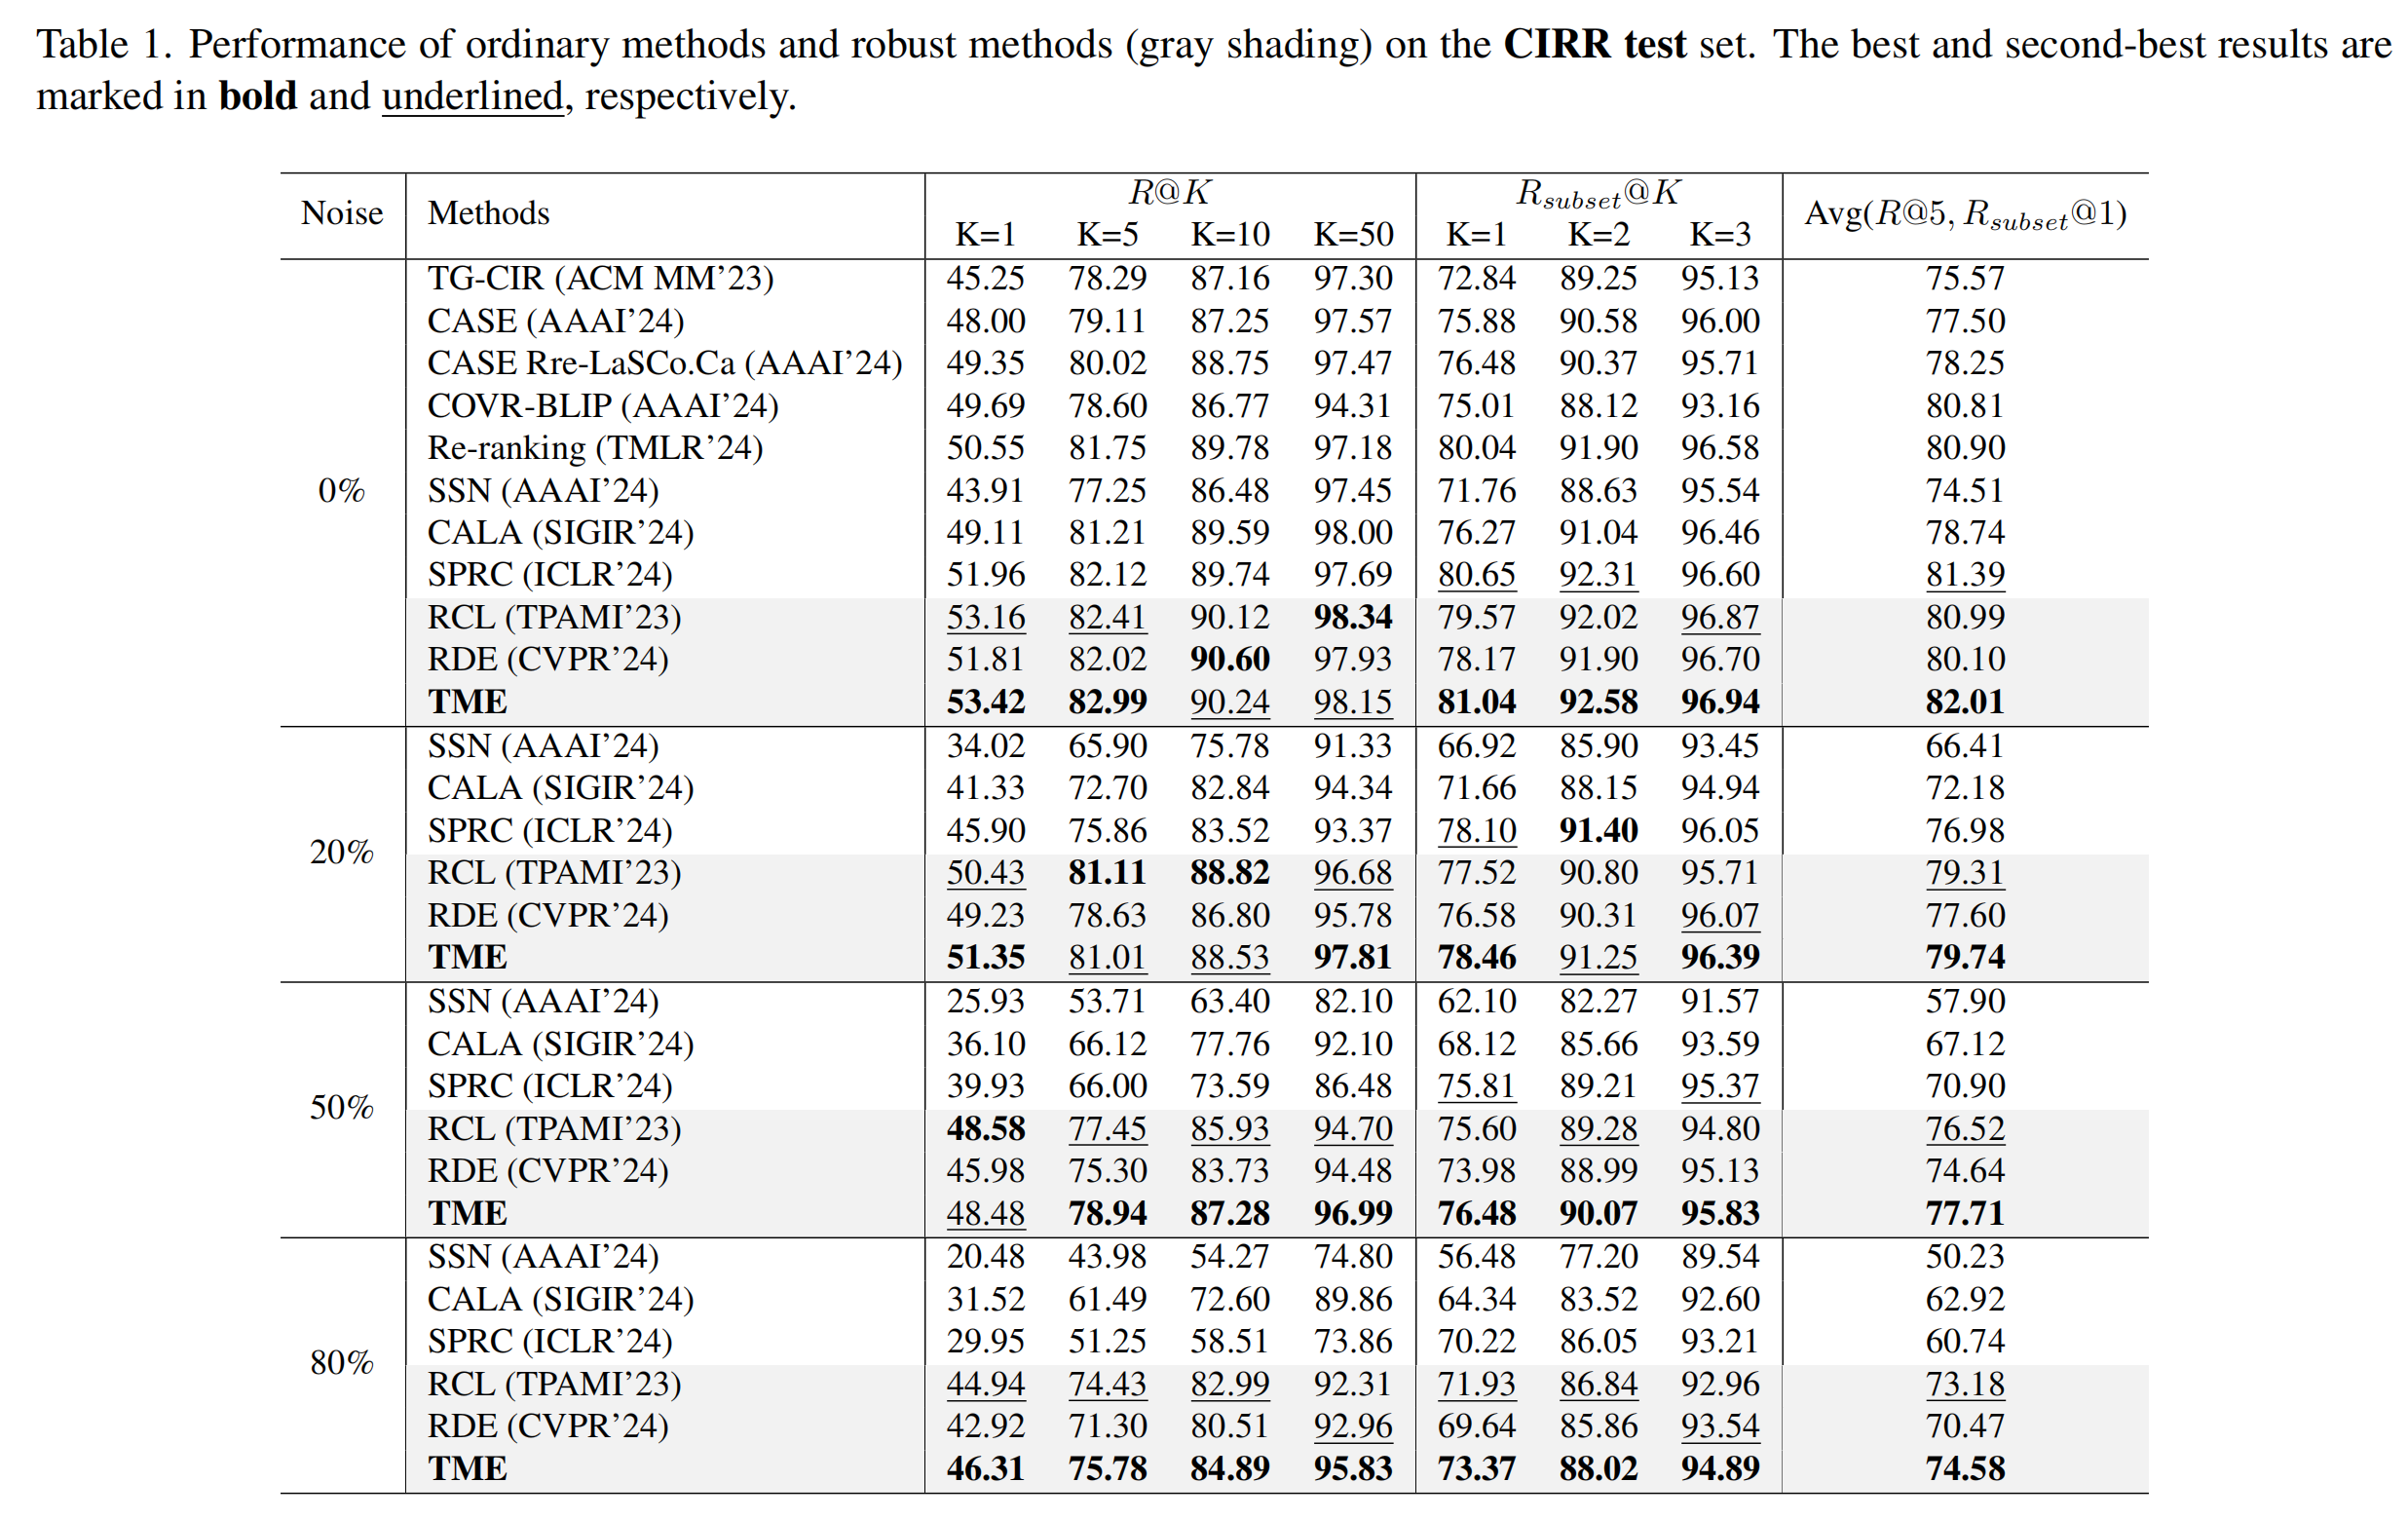 Table 1. Performance of ordinary methods and robust methods (gray shading) on the CIRR test set. The best and second-best results are
marked in bold and underlined, respectively.
Noise Methods R@K R_subset@K Avg(R@5, R_subset@1)
K=1 K=5 K=10 K=50 K=1 K=2 K=3
0%
TG-CIR (ACM MM’23) 45.25 78.29 87.16 97.30 72.84 89.25 95.13 75.57
CASE (AAAI’24) 48.00 79.11 87.25 97.57 75.88 90.58 96.00 77.50
CASE Rre-LaSCo.Ca (AAAI’24) 49.35 80.02 88.75 97.47 76.48 90.37 95.71 78.25
COVR-BLIP (AAAI’24) 49.69 78.60 86.77 94.31 75.01 88.12 93.16 80.81
Re-ranking (TMLR’24) 50.55 81.75 89.78 97.18 80.04 91.90 96.58 80.90
SSN (AAAI’24) 43.91 77.25 86.48 97.45 71.76 88.63 95.54 74.51
CALA (SIGIR’24) 49.11 81.21 89.59 98.00 76.27 91.04 96.46 78.74
SPRC (ICLR’24) 51.96 82.12 89.74 97.69 80.65 92.31 96.60 81.39
RCL (TPAMI’23) 53.16 82.41 90.12 98.34 79.57 92.02 96.87 80.99
RDE (CVPR’24) 51.81 82.02 90.60 97.93 78.17 91.90 96.70 80.10
TME 53.42 82.99 90.24 98.15 81.04 92.58 96.94 82.01
20%
SSN (AAAI’24) 34.02 65.90 75.78 91.33 66.92 85.90 93.45 66.41
CALA (SIGIR’24) 41.33 72.70 82.84 94.34 71.66 88.15 94.94 72.18
SPRC (ICLR’24) 45.90 75.86 83.52 93.37 78.10 91.40 96.05 76.98
RCL (TPAMI’23) 50.43 81.11 88.82 96.68 77.52 90.80 95.71 79.31
RDE (CVPR’24) 49.23 78.63 86.80 95.78 76.58 90.31 96.07 77.60
TME 51.35 81.01 88.53 97.81 78.46 91.25 96.39 79.74
50%
SSN (AAAI’24) 25.93 53.71 63.40 82.10 62.10 82.27 91.57 57.90
CALA (SIGIR’24) 36.10 66.12 77.76 92.10 68.12 85.66 93.59 67.12
SPRC (ICLR’24) 39.93 66.00 73.59 86.48 75.81 89.21 95.37 70.90
RCL (TPAMI’23) 48.58 77.45 85.93 94.70 75.60 89.28 94.80 76.52
RDE (CVPR’24) 45.98 75.30 83.73 94.48 73.98 88.99 95.13 74.64
TME 48.48 78.94 87.28 96.99 76.48 90.07 95.83 77.71
80%
SSN (AAAI’24) 20.48 43.98 54.27 74.80 56.48 77.20 89.54 50.23
CALA (SIGIR’24) 31.52 61.49 72.60 89.86 64.34 83.52 92.60 62.92
SPRC (ICLR’24) 29.95 51.25 58.51 73.86 70.22 86.05 93.21 60.74
RCL (TPAMI’23) 44.94 74.43 82.99 92.31 71.93 86.84 92.96 73.18
RDE (CVPR’24) 42.92 71.30 80.51 92.96 69.64 85.86 93.54 70.47
TME 46.31 75.78 84.89 95.83 73.37 88.02 94.89 74.58